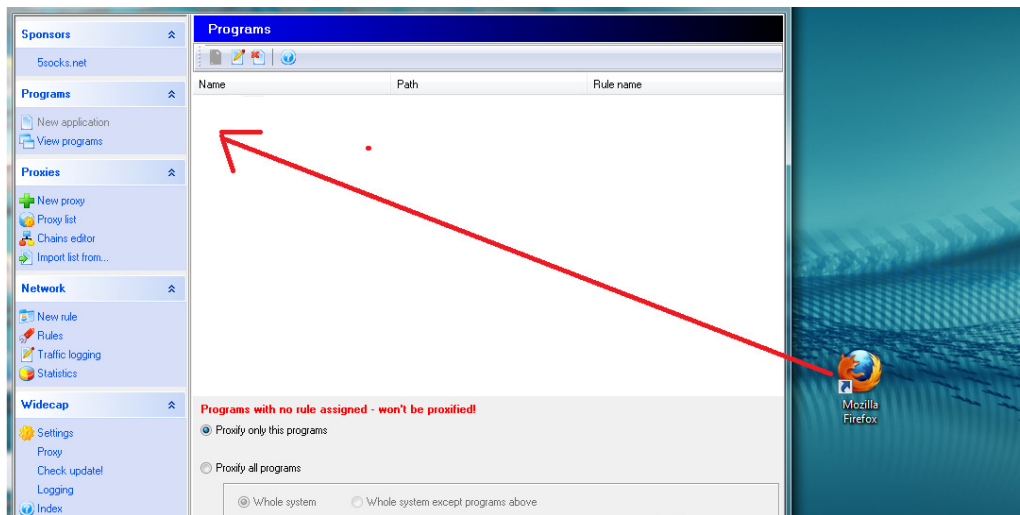 Sponsors
5socks.net
Programs
New application
View programs
Proxies
New proxy
Proxy list
Chains editor
Import list from...
Network
New rule
Rules
Traffic logging
Statistics
Widecap
Settings
Proxy
Check update!
Logging
Index
Programs
Name Path Rule name
Programs with no rule assigned - won't be proxified!
Proxify only this programs
Proxify all programs
Whole system Whole system except programs above
Mozilla
Firefox